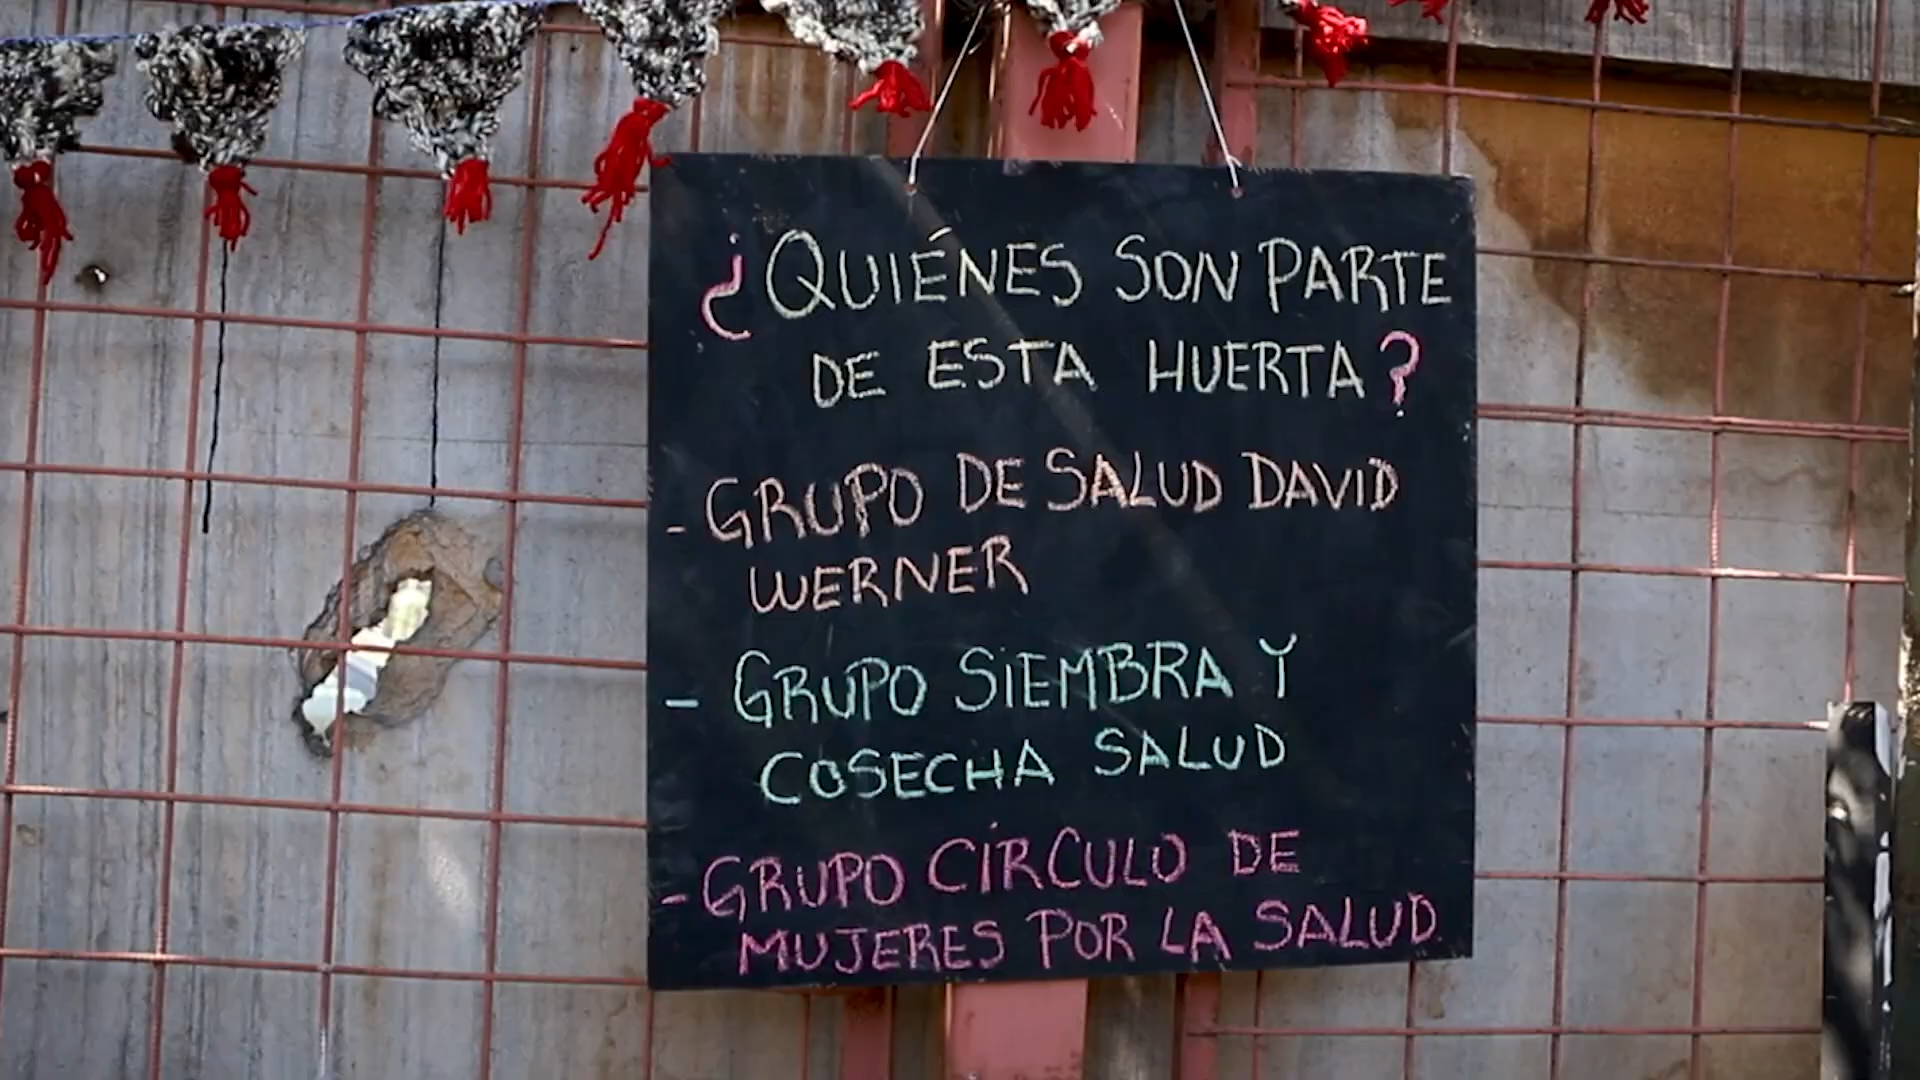 ¿QUIÉNES SON PARTE
DE ESTA HUERTA?
- GRUPO DE SALUD DAVID
WERNER
- GRUPO SIEMBRA Y
COSECHA SALUD
- GRUPO CÍRCULO DE
MUJERES POR LA SALUD.